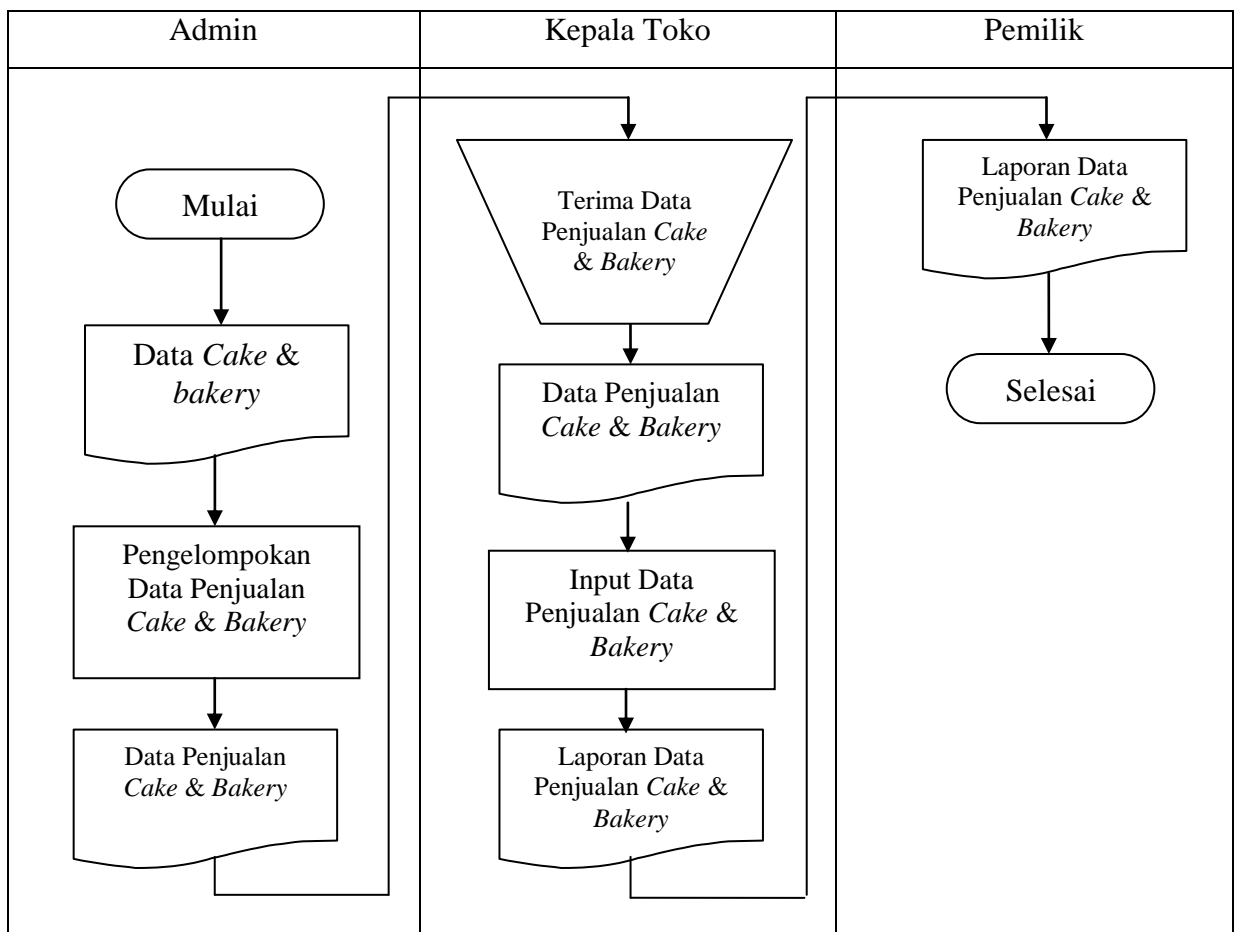 Admin
Kepala Toko
Pemilik
Mulai
Data Cake &
bakery
Pengelompokan
Data Penjualan
Cake & Bakery
Data Penjualan
Cake & Bakery
Terima Data
Penjualan Cake
& Bakery
Data Penjualan
Cake & Bakery
Input Data
Penjualan Cake &
Bakery
Laporan Data
Penjualan Cake &
Bakery
Laporan Data
Penjualan Cake &
Bakery
Selesai